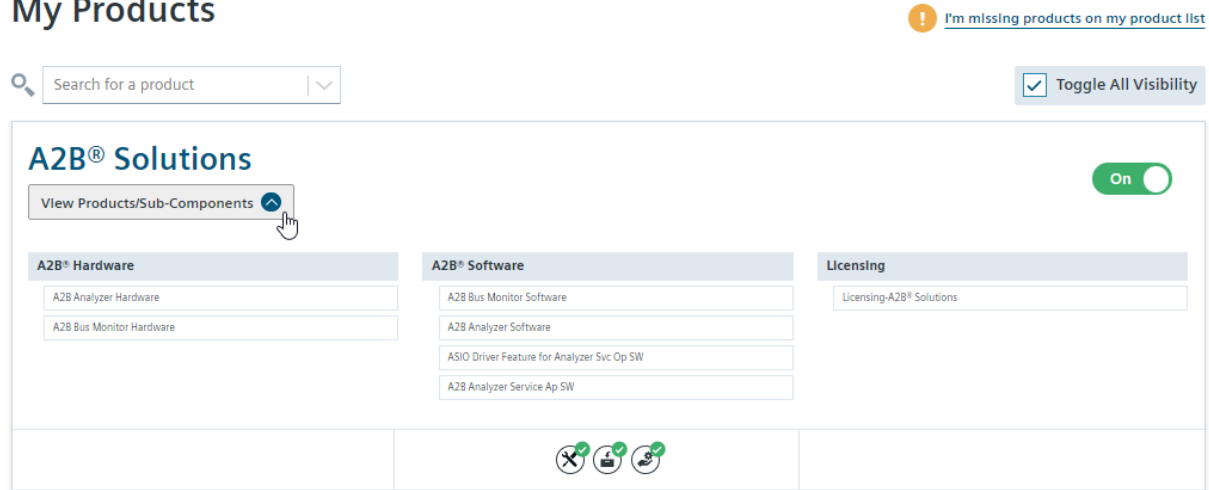 My Products
I'm missing products on my product list
Search for a product
Toggle All Visibility
A2B® Solutions
On
View Products/Sub-Components
A2B® Hardware
A2B Analyzer Hardware
A2B Bus Monitor Hardware
A2B® Software
A2B Bus Monitor Software
A2B Analyzer Software
ASIO Driver Feature for Analyzer Svc Op SW
A2B Analyzer Service Ap SW
Licensing
Licensing-A2B® Solutions